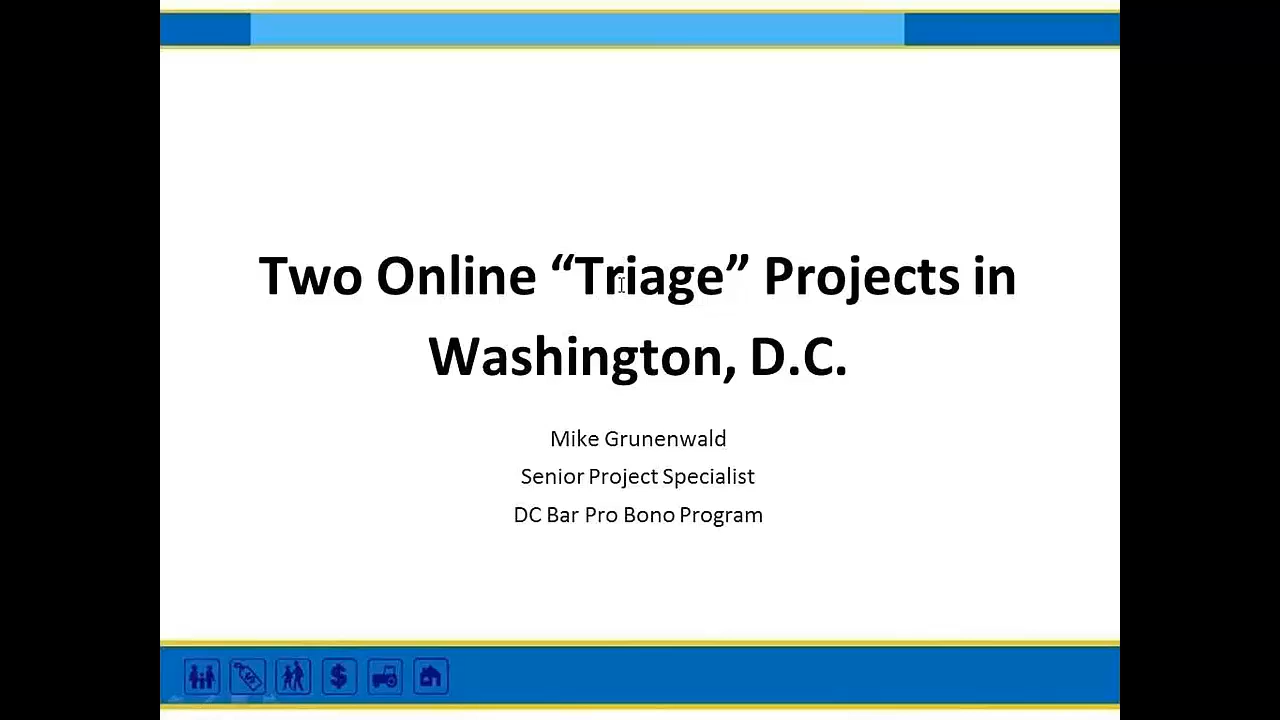 Two Online “Triage” Projects in
Washington, D.C.
Mike Grunenwald
Senior Project Specialist
DC Bar Pro Bono Program
$